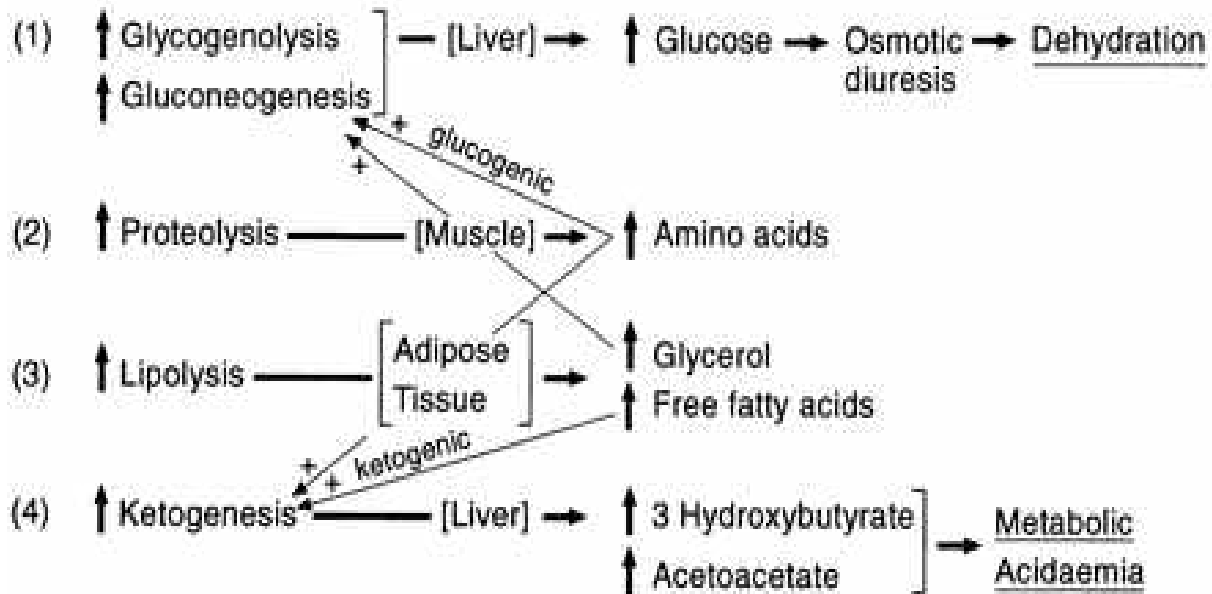 (1) Glycogenolysis [Liver] Glucose Osmotic Dehydration
Gluconeogenesis diuresis
+ glucogenic
+
(2) Proteolysis [Muscle] Amino acids
Adipose Glycerol
(3) Lipolysis
Tissue Free fatty acids
+ + ketogenic
(4) Ketogenesis [Liver] 3 Hydroxybutyrate Metabolic
Acetoacetate Acidaemia